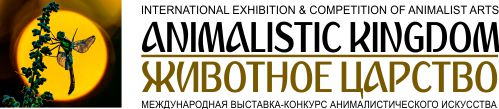 INTERNATIONAL EXHIBITION & COMPETITION OF ANIMALIST ARTS
ANIMALISTIC KINGDOM
ЖИВОТНОЕ ЦАРСТВО
МЕЖДУНАРОДНАЯ ВЫСТАВКА-КОНКУРС АНИМАЛИСТИЧЕСКОГО ИСКУССТВА